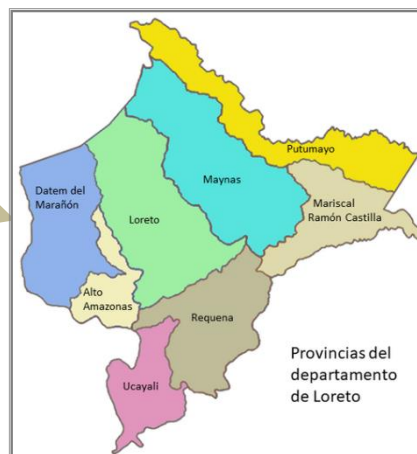 Putumayo
Maynas
Datem del
Marañón
Mariscal
Ramón Castilla
Loreto
Alto
Amazonas
Requena
Ucayali
Provincias del
departamento
de Loreto